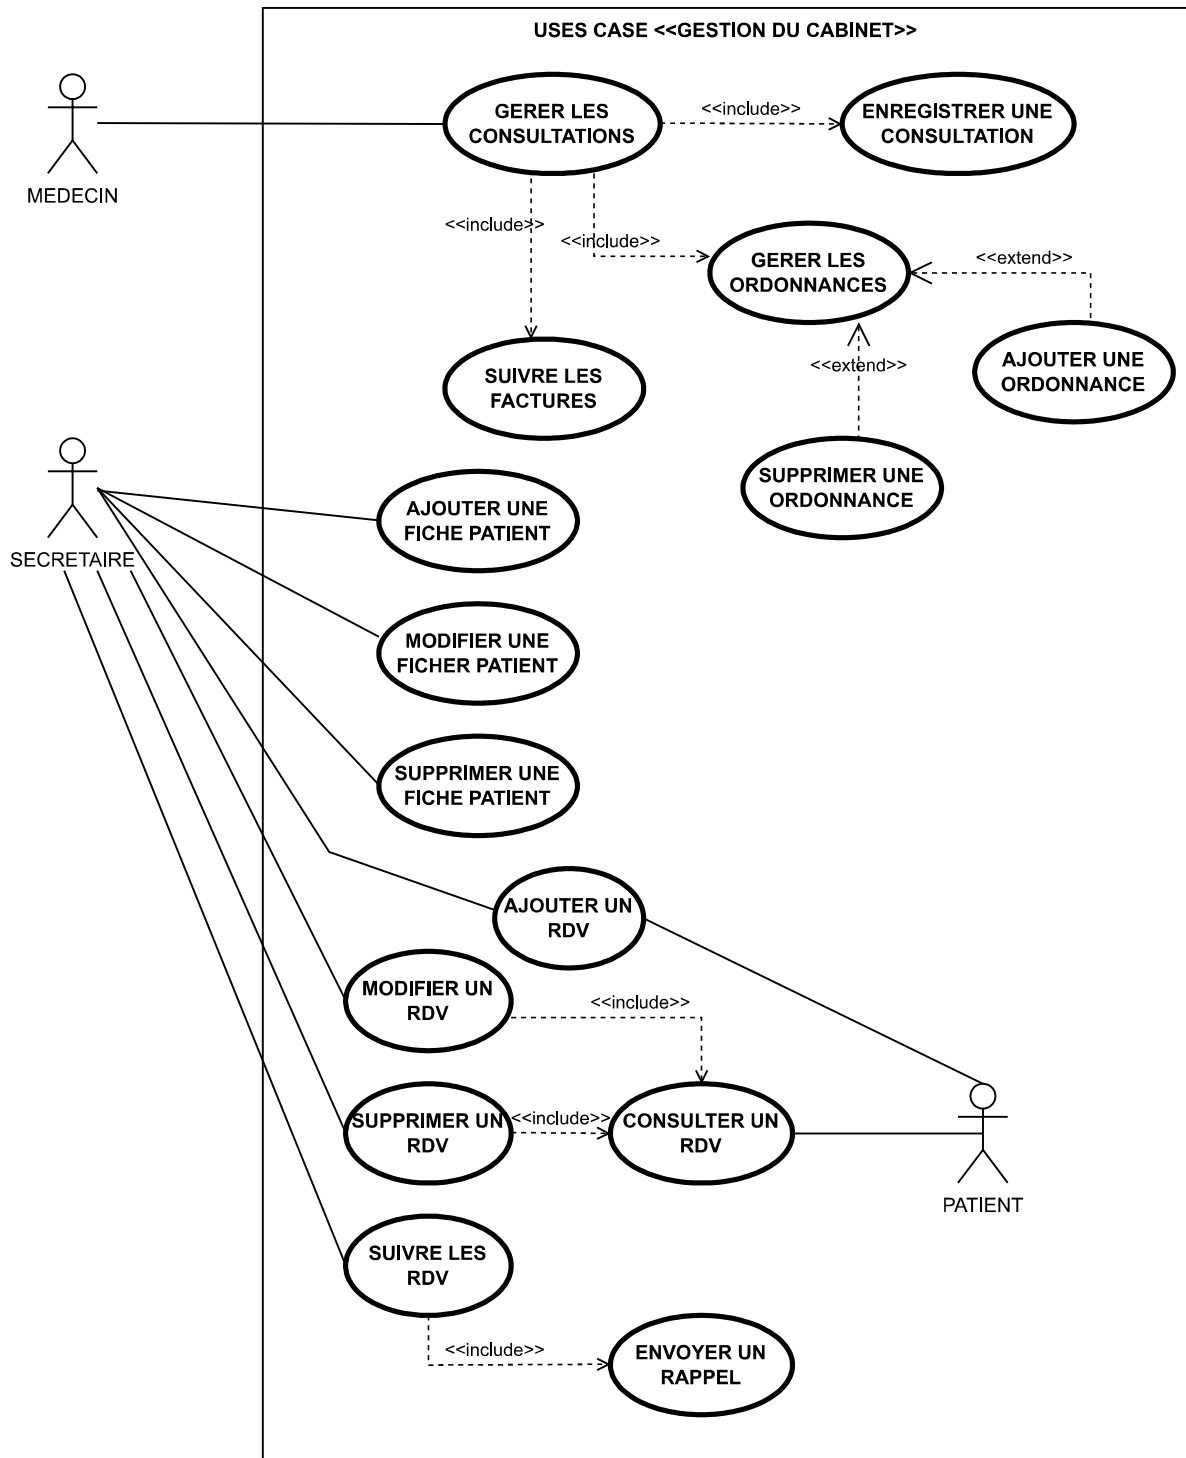 USES CASE <<GESTION DU CABINET>>
GERER LES
CONSULTATIONS
<<include>>
ENREGISTRER UNE
CONSULTATION
MEDECIN
<<include>>
<<include>>
GERER LES
ORDONNANCES
<<extend>>
SUIVRE LES
FACTURES
<<extend>>
AJOUTER UNE
ORDONNANCE
SUPPRIMER UNE
ORDONNANCE
SECRETAIRE
AJOUTER UNE
FICHE PATIENT
MODIFIER UNE
FICHER PATIENT
SUPPRIMER UNE
FICHE PATIENT
AJOUTER UN
RDV
MODIFIER UN
RDV
<<include>>
SUPPRIMER UN
RDV
<<include>>
CONSULTER UN
RDV
PATIENT
SUIVRE LES
RDV
<<include>>
ENVOYER UN
RAPPEL